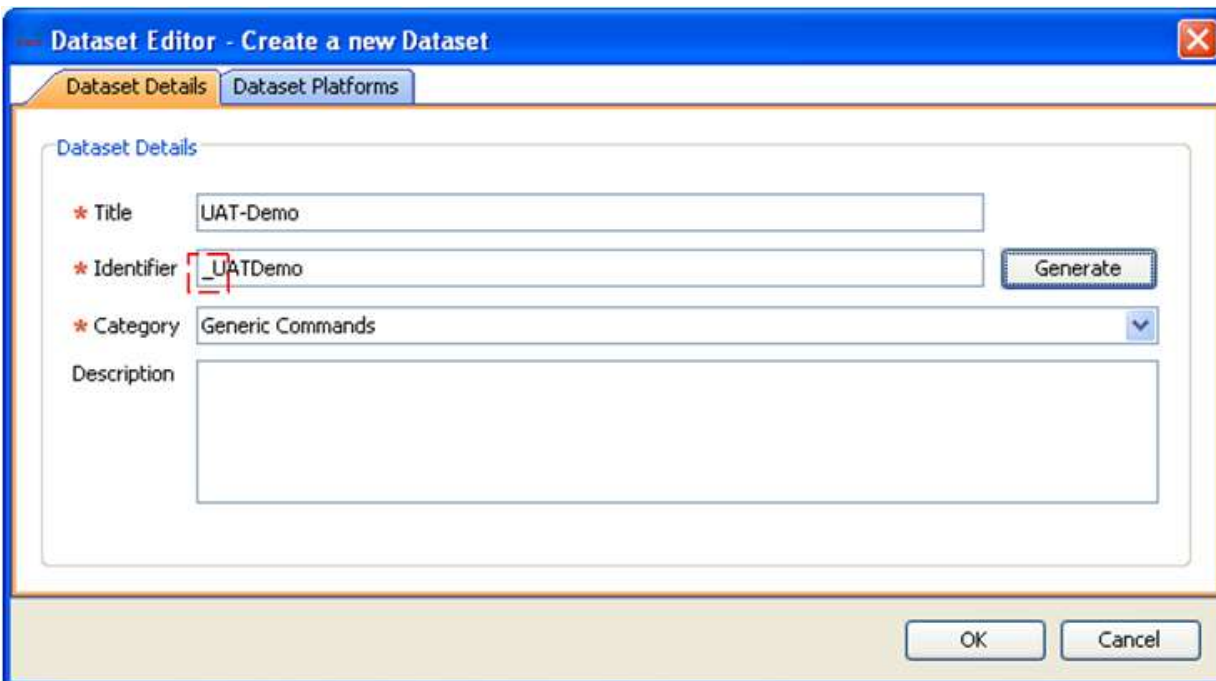 Dataset Editor - Create a new Dataset
Dataset Details
Dataset Platforms
Dataset Details
* Title
UAT-Demo
* Identifier
_UATDemo
Generate
* Category
Generic Commands
Description
OK
Cancel